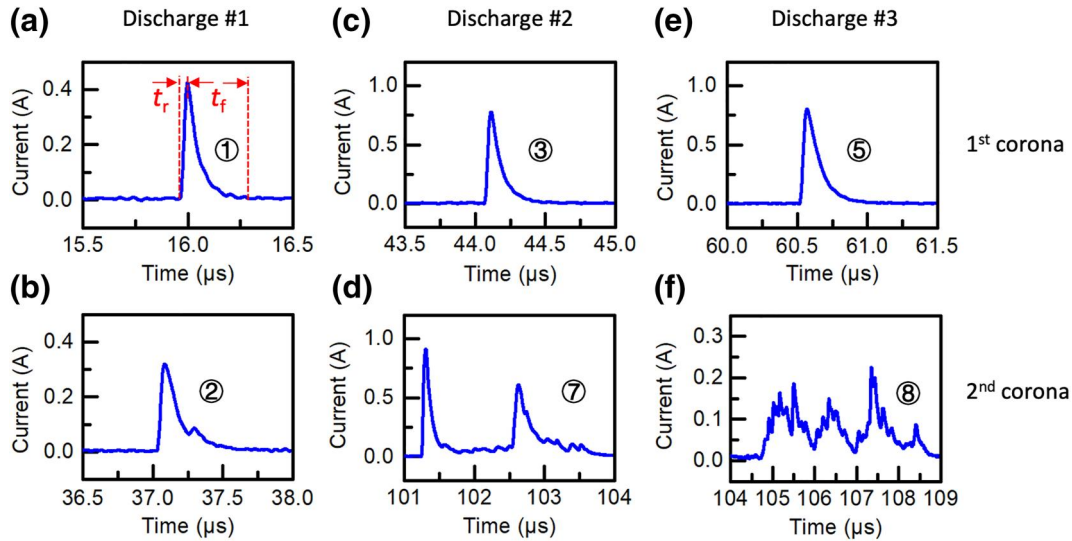 (a) Discharge #1 (c) Discharge #2 (e) Discharge #3
Current (A)
0.4
0.2
0.0
tr
tf
①
15.5 16.0 16.5
Time (µs)
Current (A)
1.0
0.5
0.0
③
43.5 44.0 44.5 45.0
Time (µs)
Current (A)
1.0
0.5
0.0
⑤
60.0 60.5 61.0 61.5
Time (µs)
1st corona
(b)
Current (A)
0.4
0.2
0.0
②
36.5 37.0 37.5 38.0
Time (µs)
(d)
Current (A)
1.0
0.5
0.0
⑦
101 102 103 104
Time (µs)
(f)
Current (A)
0.3
0.2
0.1
0.0
⑧
104 105 106 107 108 109
Time (µs)
2nd corona